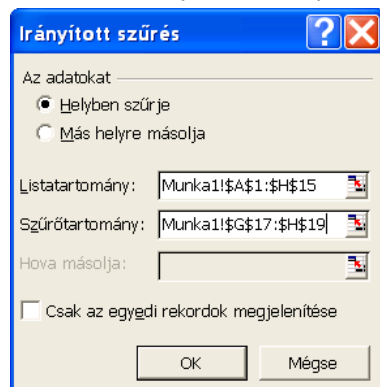 Irányított szűrés
Az adatokat
Helyben szűrje
Más helyre másolja
Listatartomány: Munka1!$A$1:$H$15
Szűrőtartomány: Munka1!$G$17:$H$19
Hova másolja:
Csak az egyedi rekordok megjelenítése
OK Mégse